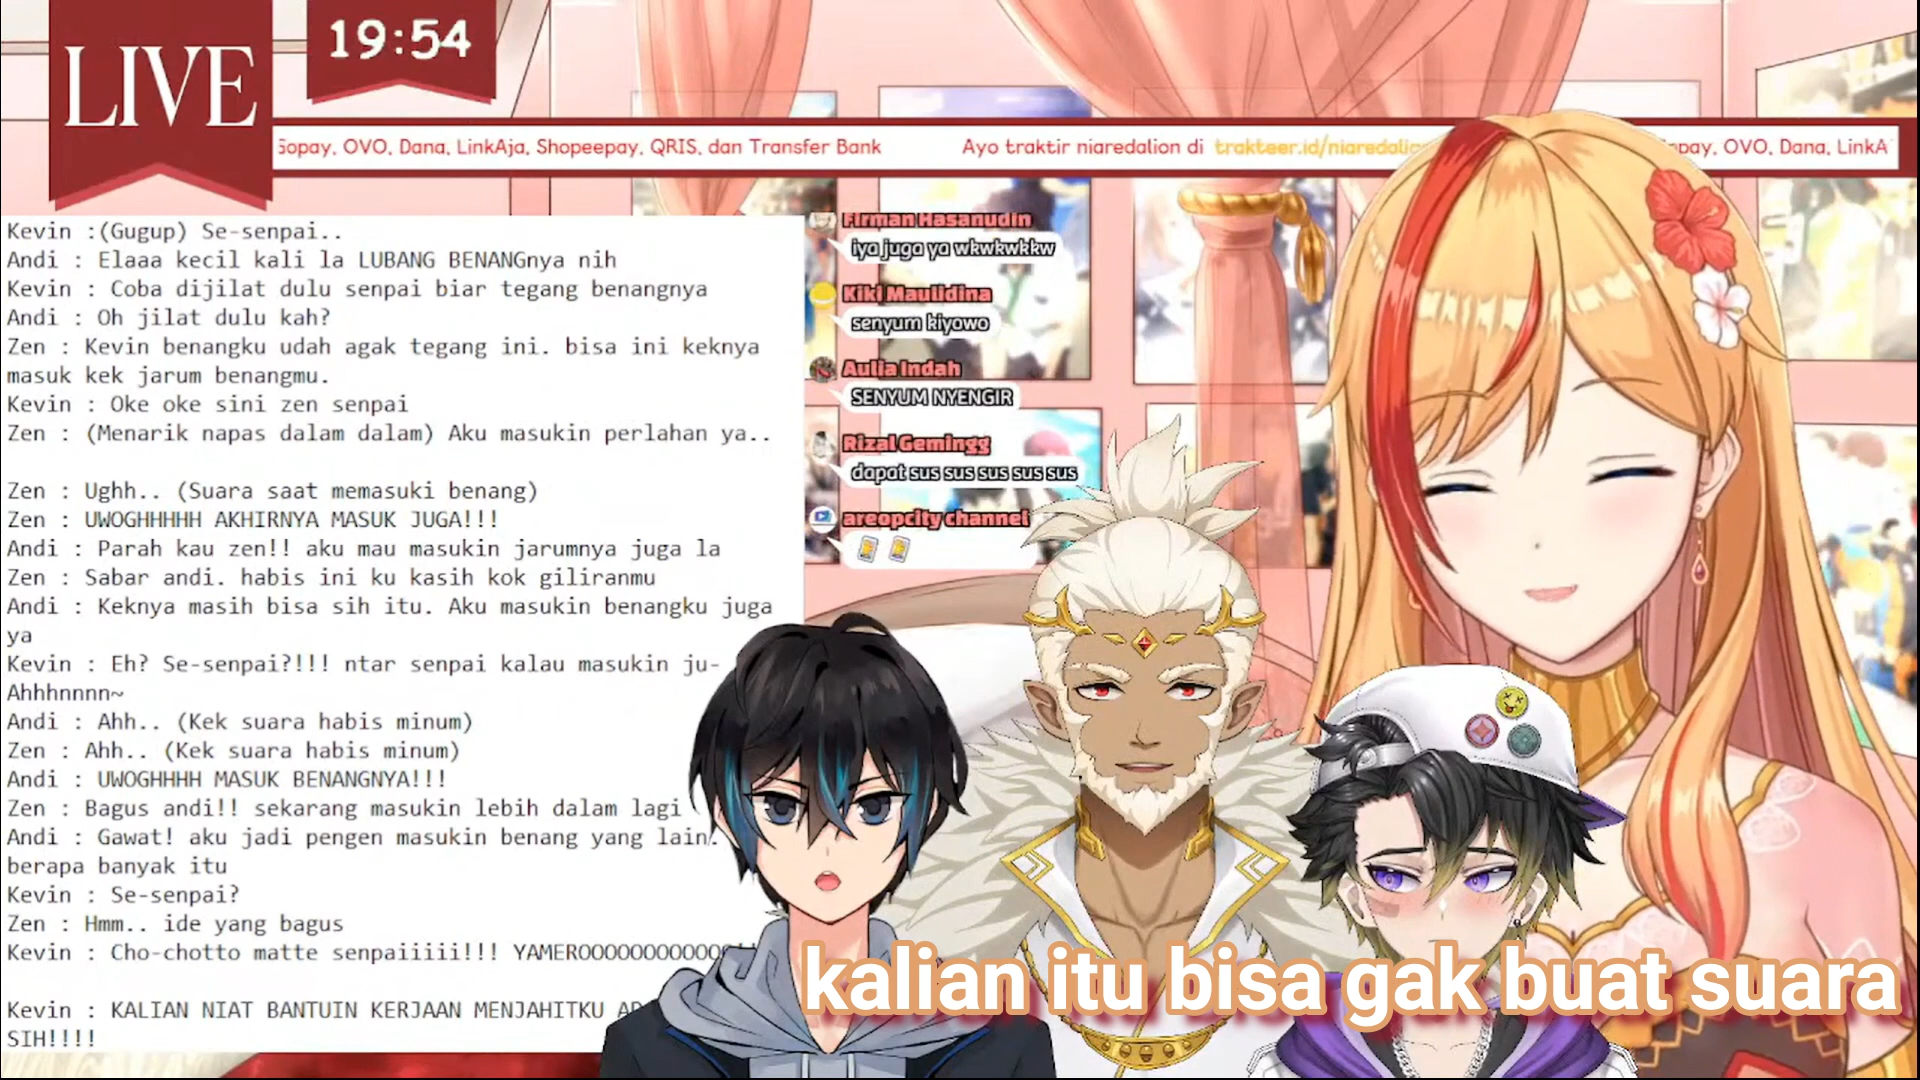 LIVE
19:54
Gopay, OVO, Dana, LinkAja, Shopeepay, QRIS, dan Transfer Bank Ayo traktir niaredalion di trakteer.id/niaredalio opay, OVO, Dana, LinkA
Kevin :(Gugup) Se-senpai..
Andi : Elaaa kecil kali la LUBANG BENANGnya nih
Kevin : Coba dijilat dulu senpai biar tegang benangnya
Andi : Oh jilat dulu kah?
Zen : Kevin benangku udah agak tegang ini. bisa ini keknya
masuk kek jarum benangmu.
Kevin : Oke oke sini zen senpai
Zen : (Menarik napas dalam dalam) Aku masukin perlahan ya..
Zen : Ughh.. (Suara saat memasuki benang)
Zen : UWOGHHHHH AKHIRNYA MASUK JUGA!!!
Andi : Parah kau zen!! aku mau masukin jarumnya juga la
Zen : Sabar andi. habis ini ku kasih kok giliranmu
Andi : Keknya masih bisa sih itu. Aku masukin benangku juga
ya
Kevin : Eh? Se-senpai?!!! ntar senpai kalau masukin ju-
Ahhhnnnn~
Andi : Ahh.. (Kek suara habis minum)
Zen : Ahh.. (Kek suara habis minum)
Andi : UWOGHHHH MASUK BENANGNYA!!!
Zen : Bagus andi!! sekarang masukin lebih dalam lagi
Andi : Gawat! aku jadi pengen masukin benang yang lain.
berapa banyak itu
Kevin : Se-senpai?
Zen : Hmm.. ide yang bagus
Kevin : Cho-chotto matte senpaiiiii!!! YAMEROOOOOOOOOOOO!!
Kevin : KALIAN NIAT BANTUIN KERJAAN MENJAHITKU
SIH!!!!
Firman Hasanudin
iya juga ya wkwkwkkw
Kiki Maulidina
senyum kiyowo
Aulia Indah
SENYUM NYENGIR
Rizal Gemingg
dapat sus sus sus sus sus
areopcity channel
kalian itu bisa gak buat suara